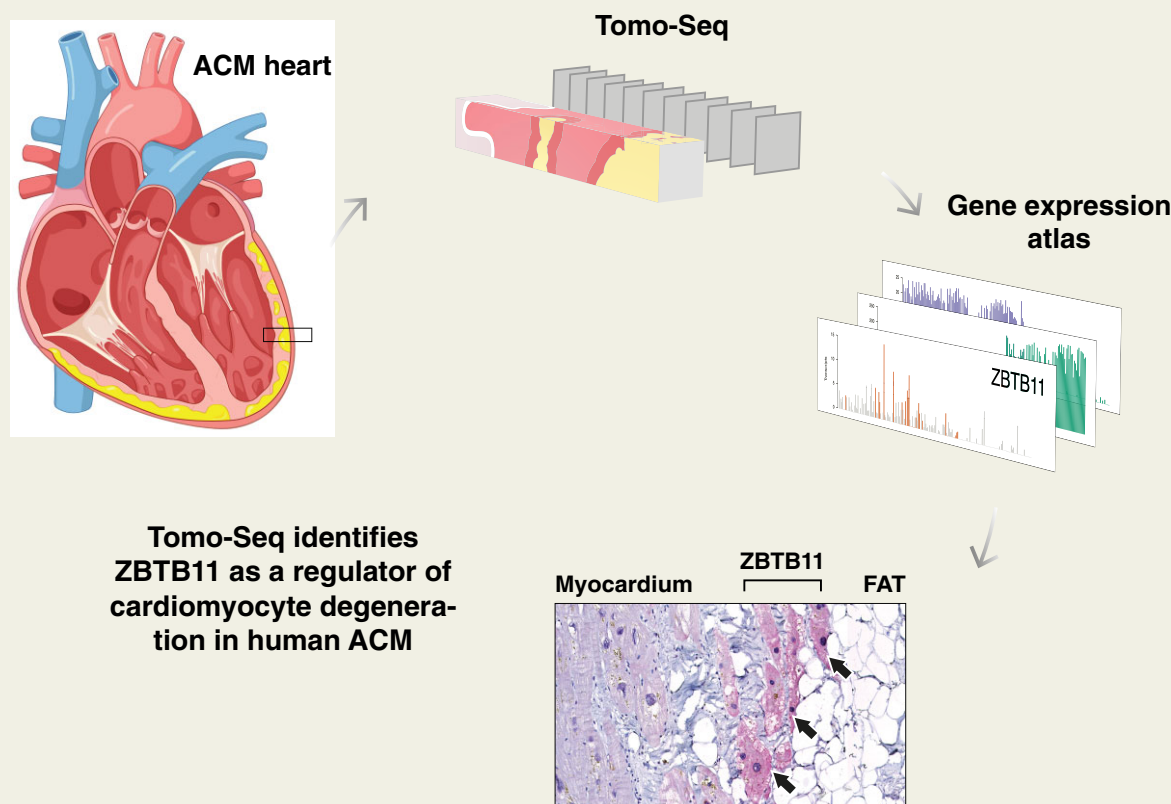 Tomo-Seq
ACM heart
Gene expression
atlas
ZBTB11
Tomo-Seq identifies
ZBTB11 as a regulator of
cardiomyocyte degenera-
tion in human ACM
ZBTB11
Myocardium
FAT